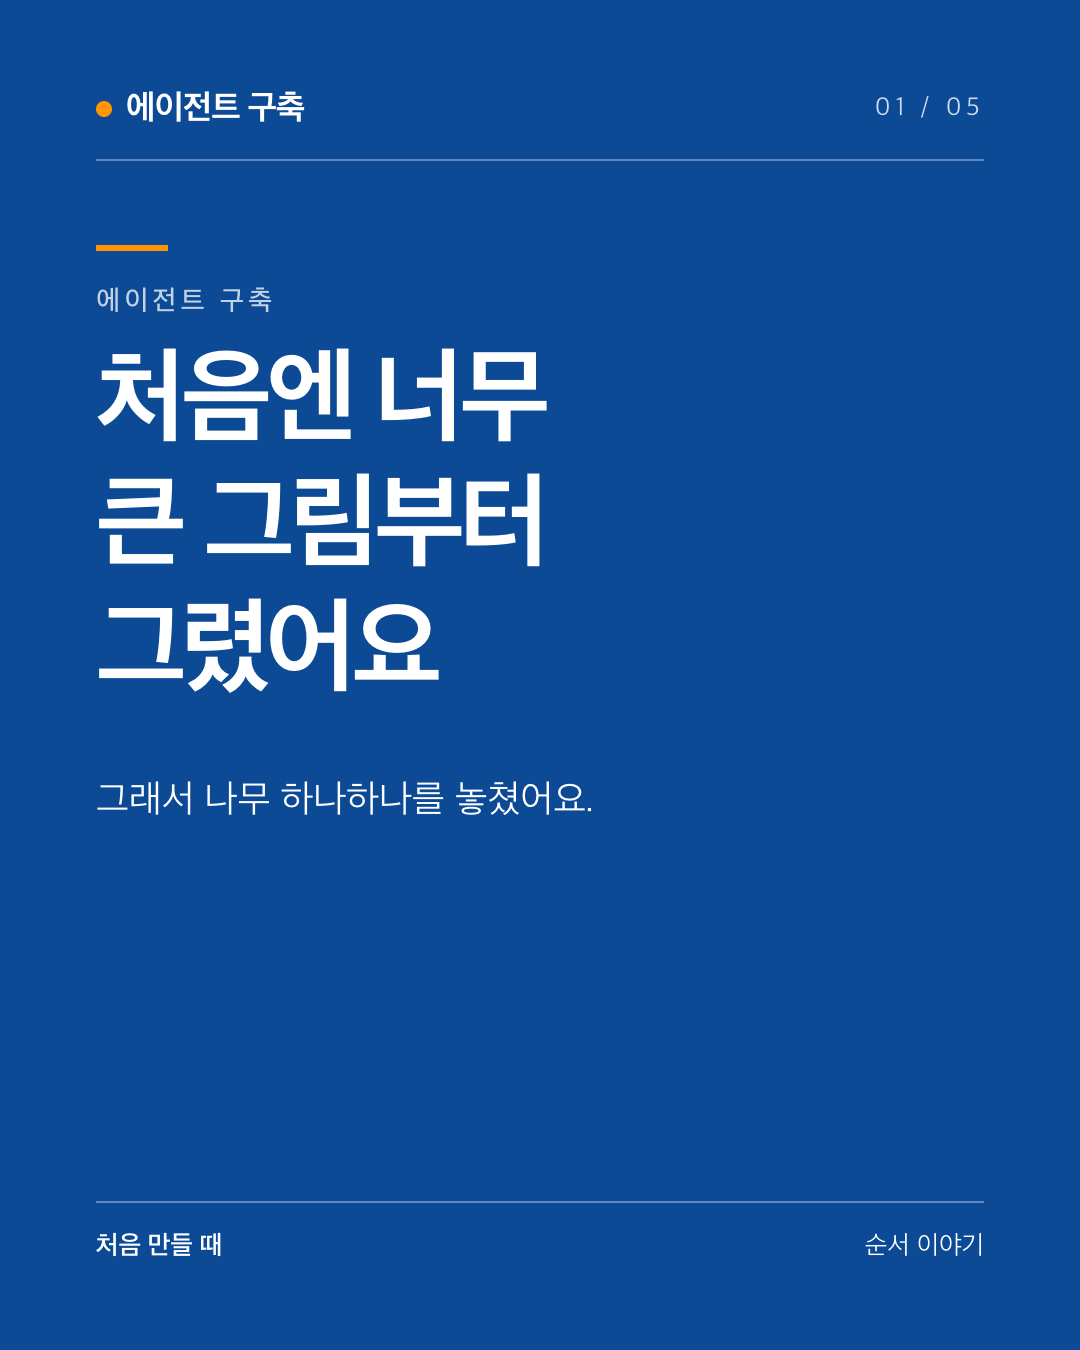 에이전트 구축
01 / 05
에이전트 구축
처음엔 너무
큰 그림부터
그렸어요
그래서 나무 하나하나를 놓쳤어요.
처음 만들 때
순서 이야기